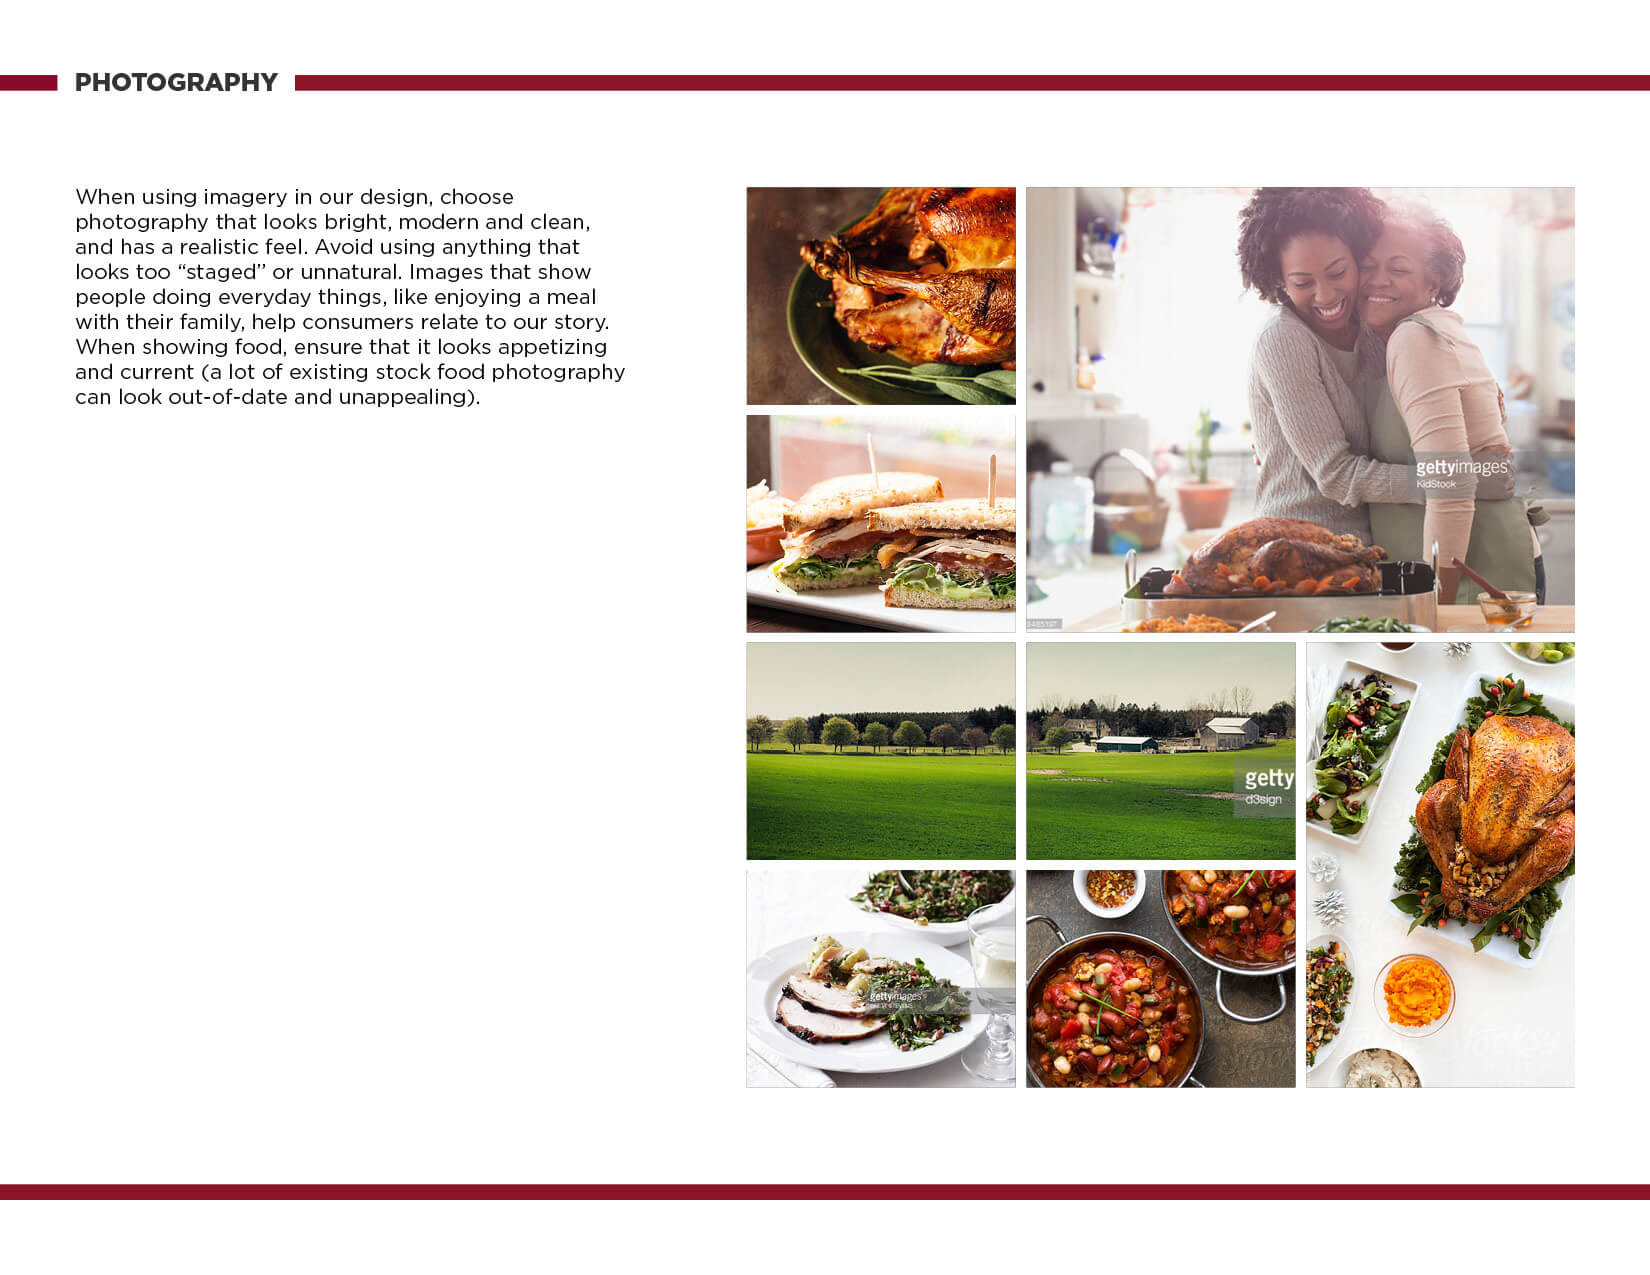 PHOTOGRAPHY
When using imagery in our design, choose
photography that looks bright, modern and clean,
and has a realistic feel. Avoid using anything that
looks too “staged” or unnatural. Images that show
people doing everyday things, like enjoying a meal
with their family, help consumers relate to our story.
When showing food, ensure that it looks appetizing
and current (a lot of existing stock food photography
can look out-of-date and unappealing).
gettyimages
KidStock
getty
d3sign
gettyimages